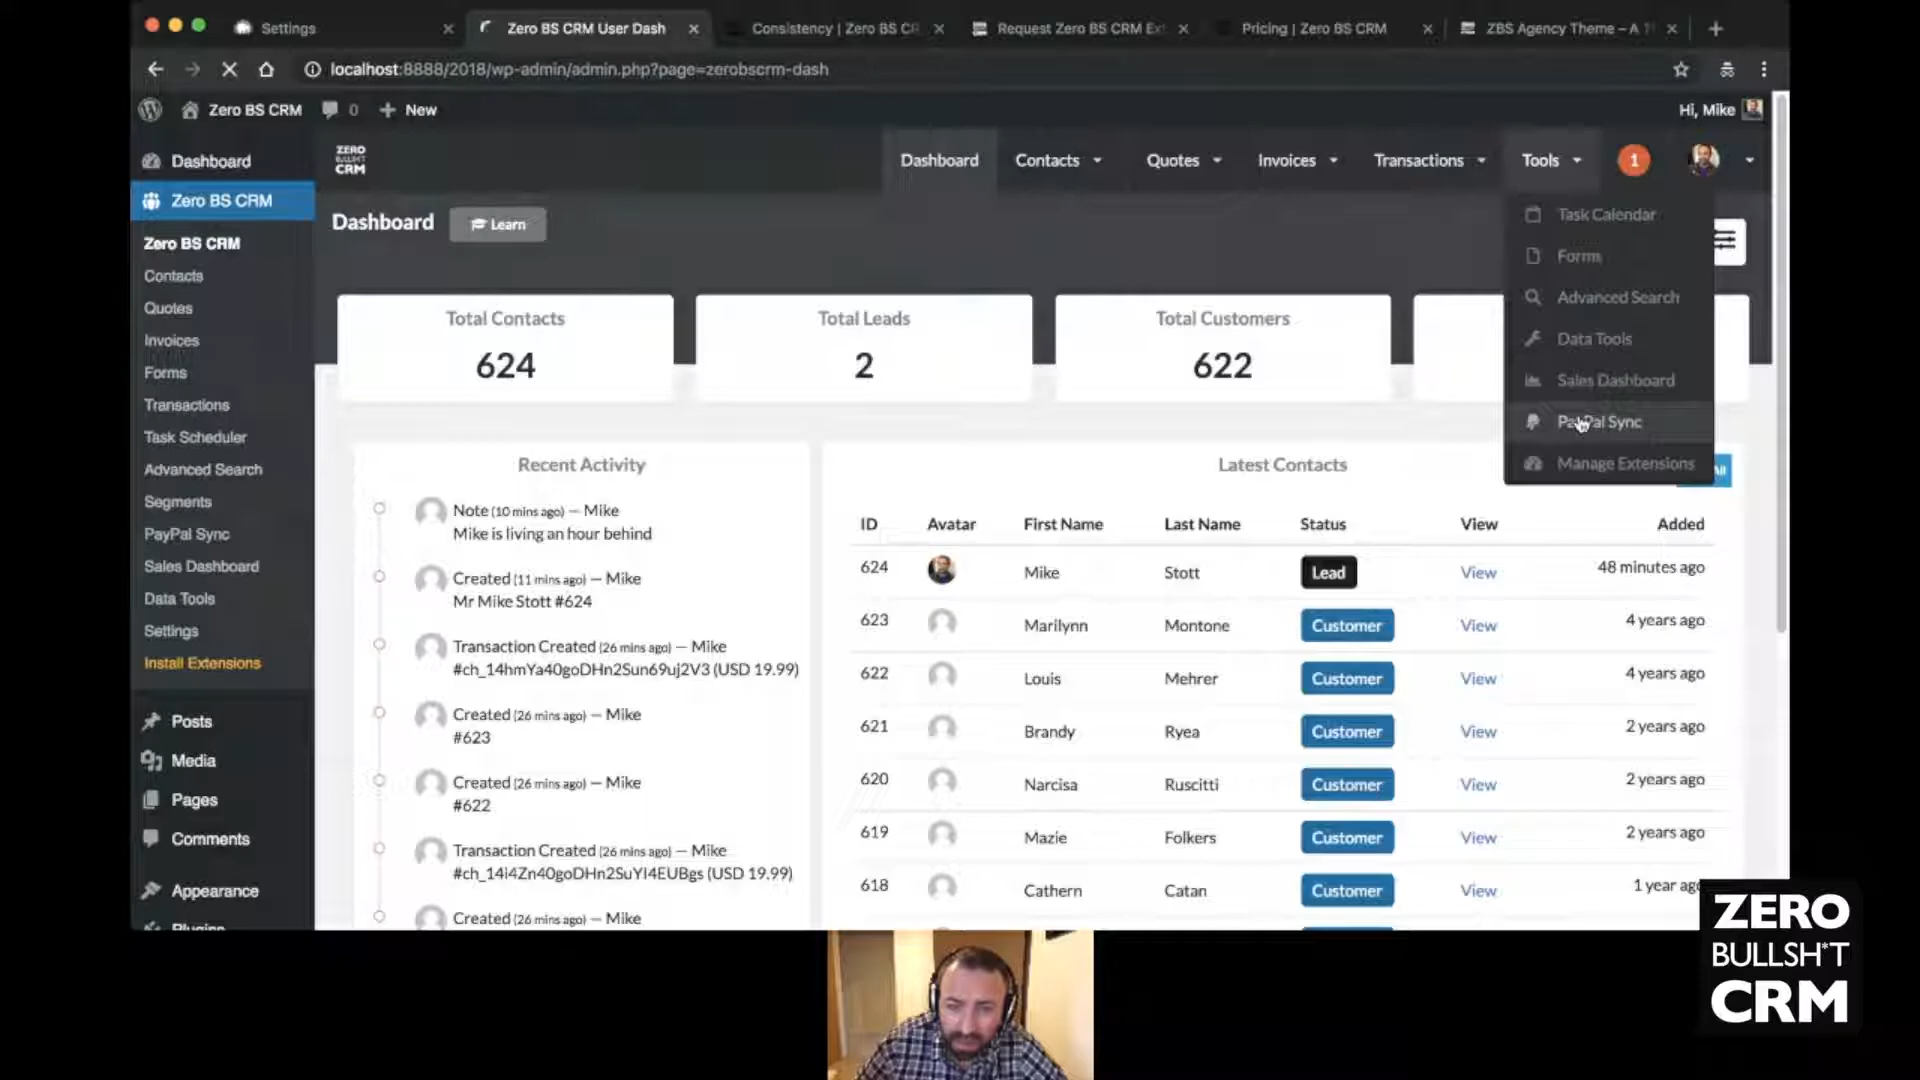 Settings
Zero BS CRM User Dash
Consistency | Zero BS CR
Request Zero BS CRM Ex
Pricing | Zero BS CRM
ZBS Agency Theme – A
localhost:8888/2018/wp-admin/admin.php?page=zerobscrm-dash
Zero BS CRM
0
New
Hi, Mike
Dashboard
Zero BS CRM
Zero BS CRM
Contacts
Quotes
Invoices
Forms
Transactions
Task Scheduler
Advanced Search
Segments
PayPal Sync
Sales Dashboard
Data Tools
Settings
Install Extensions
Posts
Media
Pages
Comments
Appearance
Plugins
ZERO
BULLSH*T
CRM
Dashboard
Contacts
Quotes
Invoices
Transactions
Tools
1
Dashboard
Learn
Task Calendar
Forms
Advanced Search
Data Tools
Sales Dashboard
PayPal Sync
Manage Extensions
Total Contacts
624
Total Leads
2
Total Customers
622
Recent Activity
Note (10 mins ago) — Mike
Mike is living an hour behind
Created (11 mins ago) — Mike
Mr Mike Stott #624
Transaction Created (26 mins ago) — Mike
#ch_14hmYa40goDHn2Sun69uj2V3 (USD 19.99)
Created (26 mins ago) — Mike
#623
Created (26 mins ago) — Mike
#622
Transaction Created (26 mins ago) — Mike
#ch_14i4Zn40goDHn2SuYI4EUBgs (USD 19.99)
Created (26 mins ago) — Mike
Latest Contacts
All
ID Avatar First Name Last Name Status View Added
624 Mike Stott Lead View 48 minutes ago
623 Marilynn Montone Customer View 4 years ago
622 Louis Mehrer Customer View 4 years ago
621 Brandy Ryea Customer View 2 years ago
620 Narcisa Ruscitti Customer View 2 years ago
619 Mazie Folkers Customer View 2 years ago
618 Cathern Catan Customer View 1 year ago
ZERO
BULLSH*T
CRM